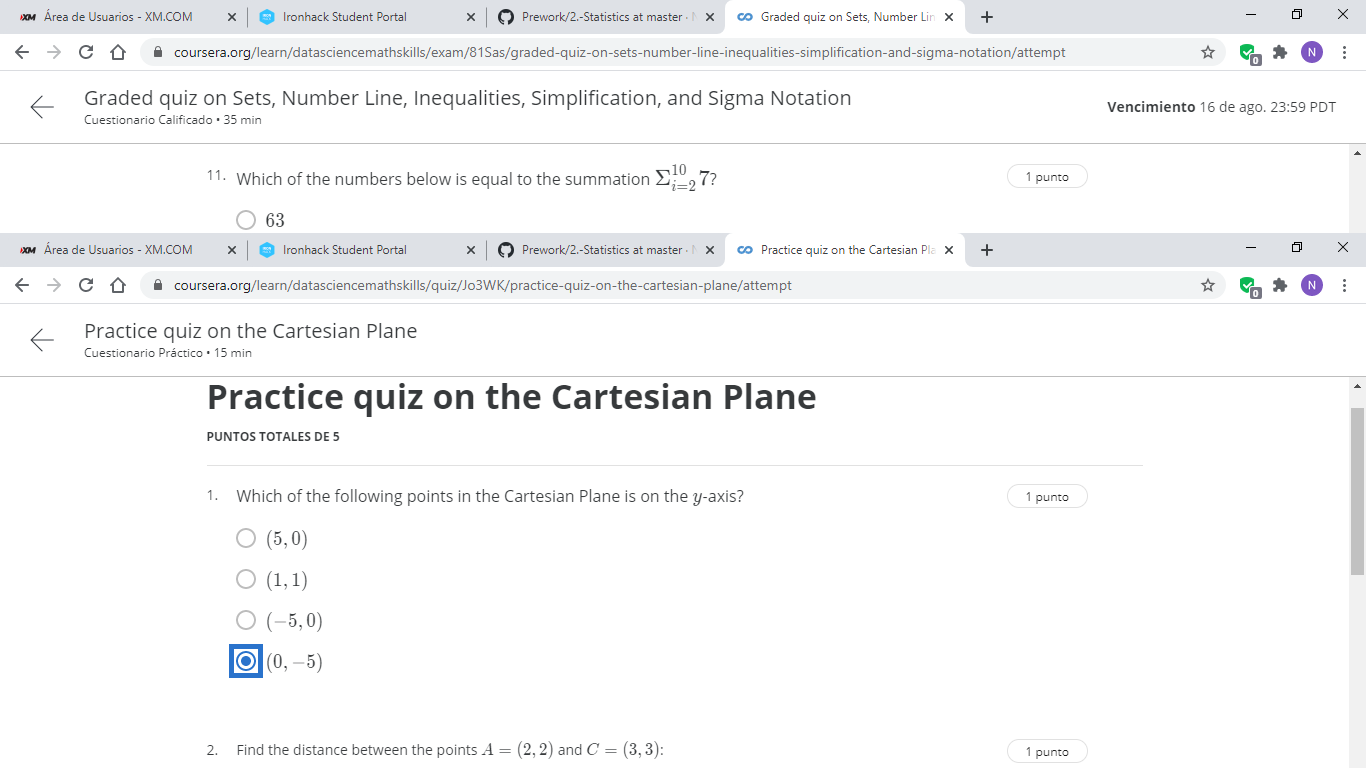 Área de Usuarios - XM.COM
Ironhack Student Portal
Prework/2.-Statistics at master ·
Graded quiz on Sets, Number Lin
coursera.org/learn/datasciencemathskills/exam/81Sas/graded-quiz-on-sets-number-line-inequalities-simplification-and-sigma-notation/attempt
0
N
Graded quiz on Sets, Number Line, Inequalities, Simplification, and Sigma Notation
Cuestionario Calificado • 35 min
Vencimiento 16 de ago. 23:59 PDT
11. Which of the numbers below is equal to the summation Σ_{i=2}^{10} 7?
1 punto
63
Área de Usuarios - XM.COM
Ironhack Student Portal
Prework/2.-Statistics at master ·
Practice quiz on the Cartesian Pla
coursera.org/learn/datasciencemathskills/quiz/Jo3WK/practice-quiz-on-the-cartesian-plane/attempt
0
N
Practice quiz on the Cartesian Plane
Cuestionario Práctico • 15 min
Practice quiz on the Cartesian Plane
PUNTOS TOTALES DE 5
1. Which of the following points in the Cartesian Plane is on the y-axis?
1 punto
(5, 0)
(1, 1)
(−5, 0)
(0, −5)
2. Find the distance between the points A = (2, 2) and C = (3, 3):
1 punto